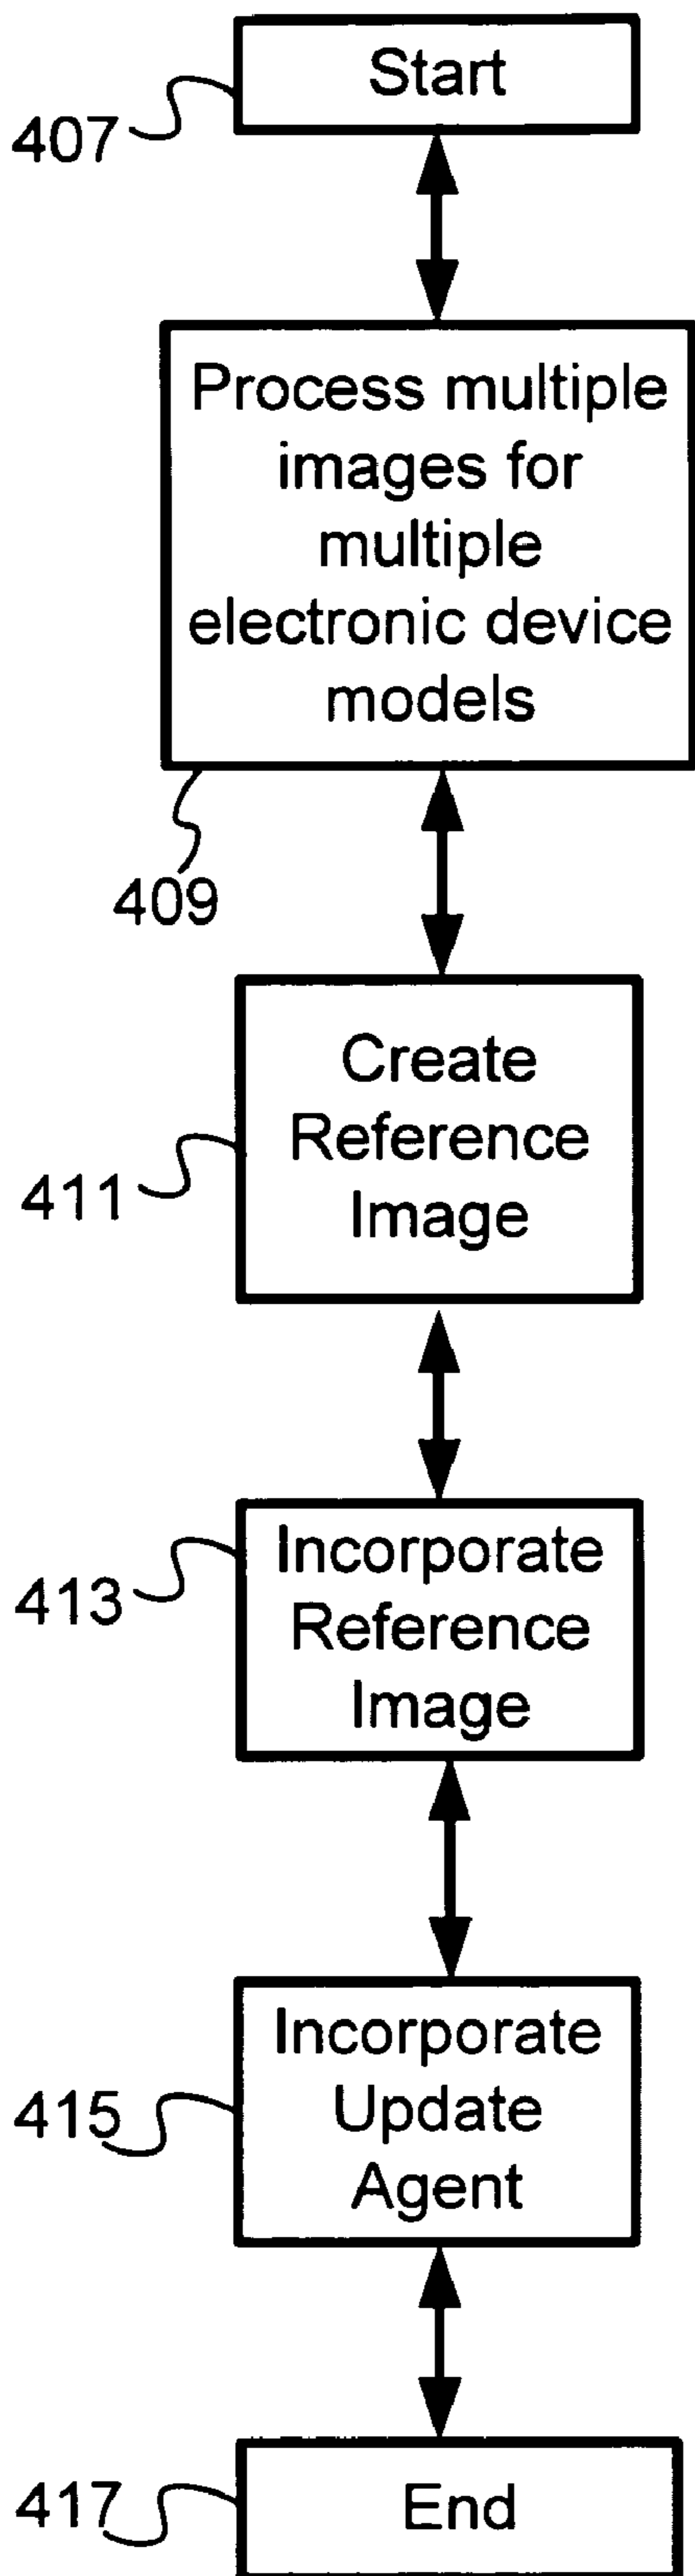 Start
407
Process multiple
images for
multiple
electronic device
models
409
Create
Reference
Image
411
Incorporate
Reference
Image
413
Incorporate
Update
Agent
415
End
417